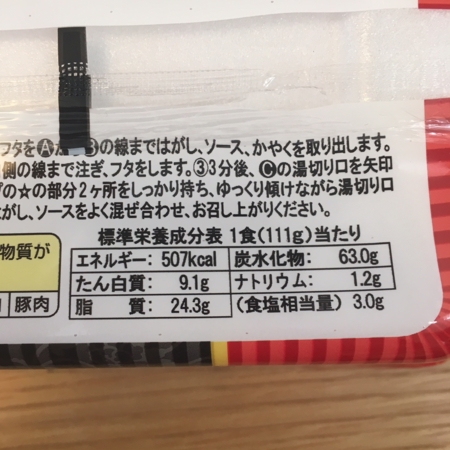 フタをⒶからⒷの線まではがし、ソース、かやくを取り出します。
側の線まで注ぎ、フタをします。③3分後、Ⓒの湯切り口を矢印
の☆の部分2ヶ所をしっかり持ち、ゆっくり傾けながら湯切り口
がし、ソースをよく混ぜ合わせ、お召し上がりください。
物質が
豚肉
標準栄養成分表 1食(111g)当たり
エネルギー: 507kcal 炭水化物: 63.0g
たん白質: 9.1g ナトリウム: 1.2g
脂 質: 24.3g (食塩相当量) 3.0g